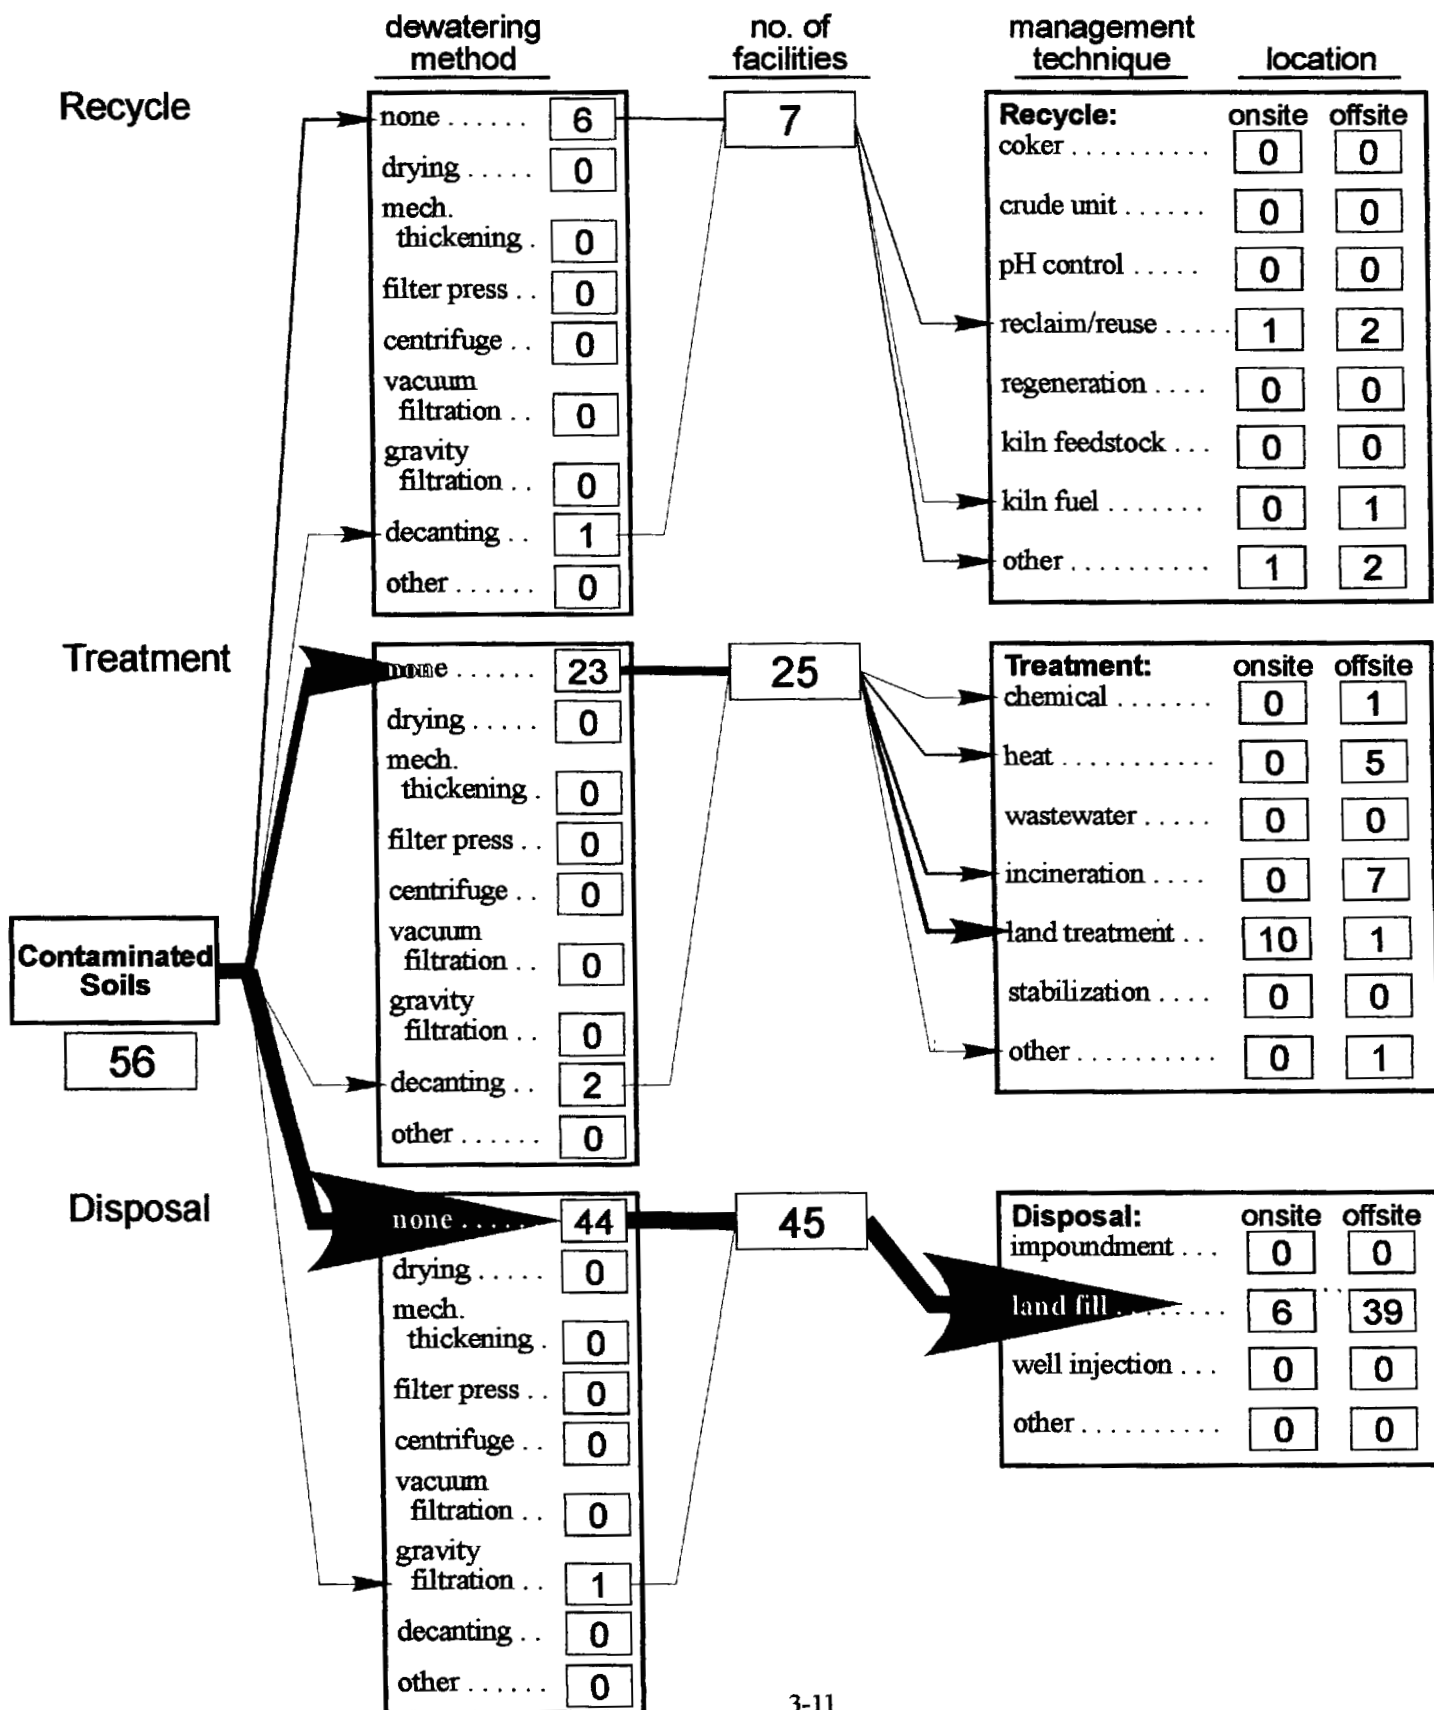 dewatering method no. of facilities management technique location
Recycle
none ...... 6
drying ..... 0
mech.
thickening . 0
filter press .. 0
centrifuge .. 0
vacuum
filtration .. 0
gravity
filtration .. 0
decanting .. 1
other ...... 0
7
Recycle: onsite offsite
coker .......... 0 0
crude unit ...... 0 0
pH control ..... 0 0
reclaim/reuse ..... 1 2
regeneration .... 0 0
kiln feedstock ... 0 0
kiln fuel ....... 0 1
other .......... 1 2
Treatment
none ...... 23
drying ..... 0
mech.
thickening . 0
filter press .. 0
centrifuge .. 0
vacuum
filtration .. 0
gravity
filtration .. 0
decanting .. 2
other ...... 0
25
Treatment: onsite offsite
chemical ....... 0 1
heat ........... 0 5
wastewater ..... 0 0
incineration .... 0 7
land treatment .. 10 1
stabilization .... 0 0
other .......... 0 1
Contaminated
Soils
56
Disposal
none ..... 44
drying ..... 0
mech.
thickening . 0
filter press .. 0
centrifuge .. 0
vacuum
filtration .. 0
gravity
filtration .. 1
decanting .. 0
other ...... 0
45
Disposal: onsite offsite
impoundment ... 0 0
land fill ........ 6 39
well injection ... 0 0
other .......... 0 0
3-11